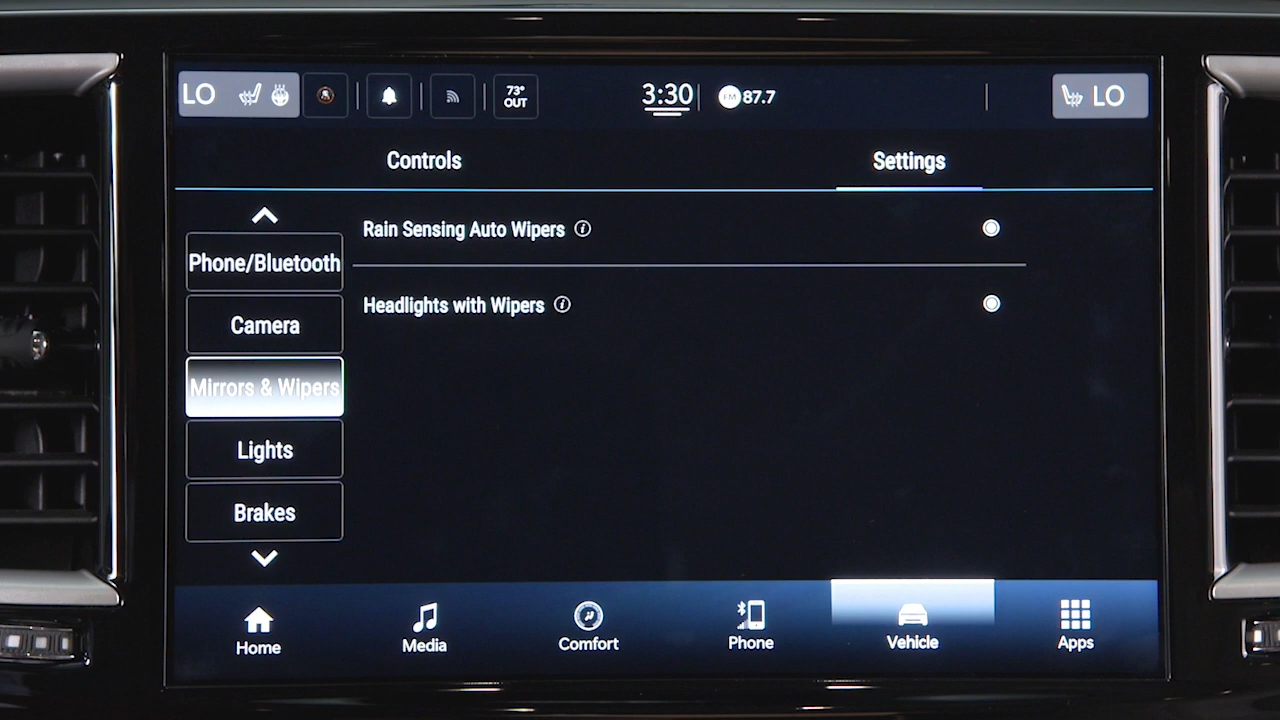 LO
73°
OUT
3:30
FM 87.7
LO
Controls
Settings
Phone/Bluetooth
Camera
Mirrors & Wipers
Lights
Brakes
Rain Sensing Auto Wipers i
Headlights with Wipers i
Home
Media
Comfort
Phone
Vehicle
Apps